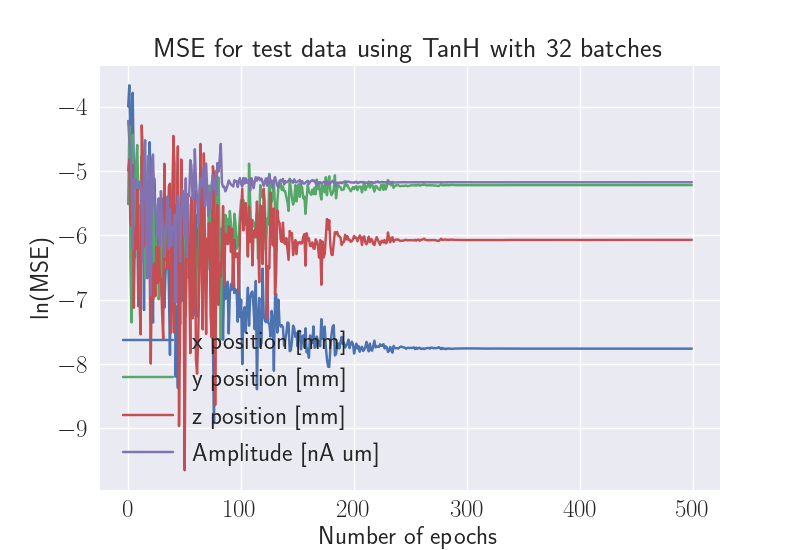 MSE for test data using TanH with 32 batches
ln(MSE)
−4
−5
−6
−7
−8
−9
x position [mm]
y position [mm]
z position [mm]
Amplitude [nA um]
0 100 200 300 400 500
Number of epochs